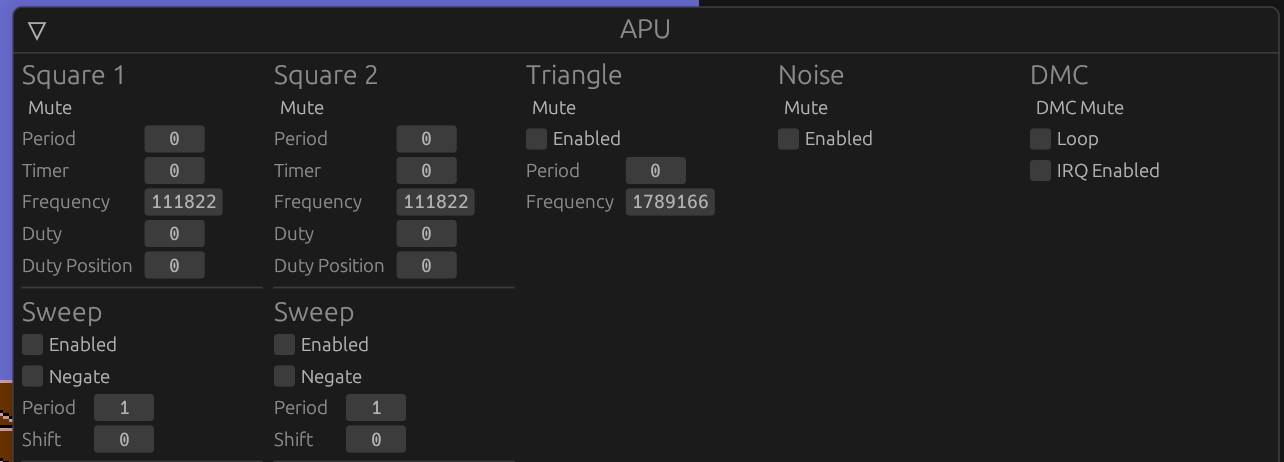 APU
Square 1
Mute
Period 0
Timer 0
Frequency 111822
Duty 0
Duty Position 0
Sweep
Enabled
Negate
Period 1
Shift 0
Square 2
Mute
Period 0
Timer 0
Frequency 111822
Duty 0
Duty Position 0
Sweep
Enabled
Negate
Period 1
Shift 0
Triangle
Mute
Enabled
Period 0
Frequency 1789166
Noise
Mute
Enabled
DMC
DMC Mute
Loop
IRQ Enabled